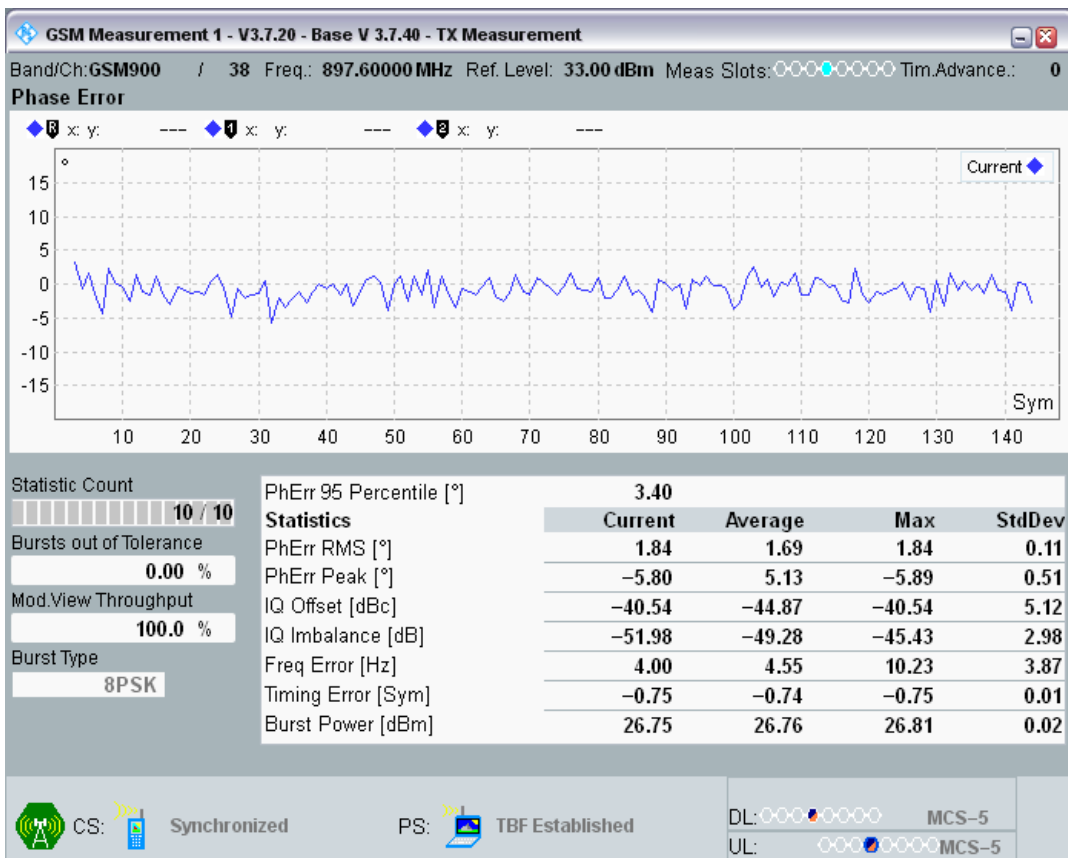 GSM Measurement 1 - V3.7.20 - Base V 3.7.40 - TX Measurement
Band/Ch:GSM900 / 38 Freq.: 897.60000 MHz Ref. Level: 33.00 dBm Meas Slots: Tim.Advance.: 0
Phase Error
R x: y: --- 1 x: y: --- 2 x: y: ---
° Current
15
10
5
0
-5
-10
-15
Sym
10 20 30 40 50 60 70 80 90 100 110 120 130 140
Statistic Count
10 / 10
Bursts out of Tolerance
0.00 %
Mod.View Throughput
100.0 %
Burst Type
8PSK
PhErr 95 Percentile [°] 3.40
Statistics Current Average Max StdDev
PhErr RMS [°] 1.84 1.69 1.84 0.11
PhErr Peak [°] −5.80 5.13 −5.89 0.51
IQ Offset [dBc] −40.54 −44.87 −40.54 5.12
IQ Imbalance [dB] −51.98 −49.28 −45.43 2.98
Freq Error [Hz] 4.00 4.55 10.23 3.87
Timing Error [Sym] −0.75 −0.74 −0.75 0.01
Burst Power [dBm] 26.75 26.76 26.81 0.02
CS: Synchronized PS: TBF Established
DL: MCS−5
UL: MCS−5